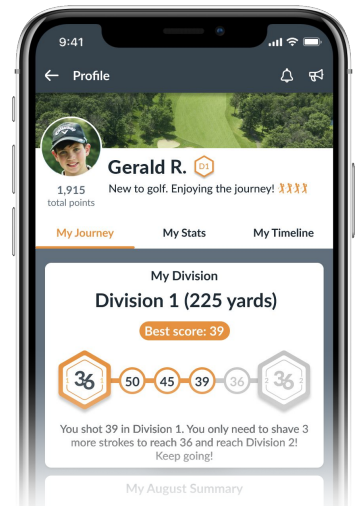 9:41
Profile
Gerald R. D1
New to golf. Enjoying the journey!
1,915
total points
My Journey My Stats My Timeline
My Division
Division 1 (225 yards)
Best score: 39
36 50 45 39 36 36
You shot 39 in Division 1. You only need to shave 3
more strokes to reach 36 and reach Division 2!
Keep going!
My August Summary